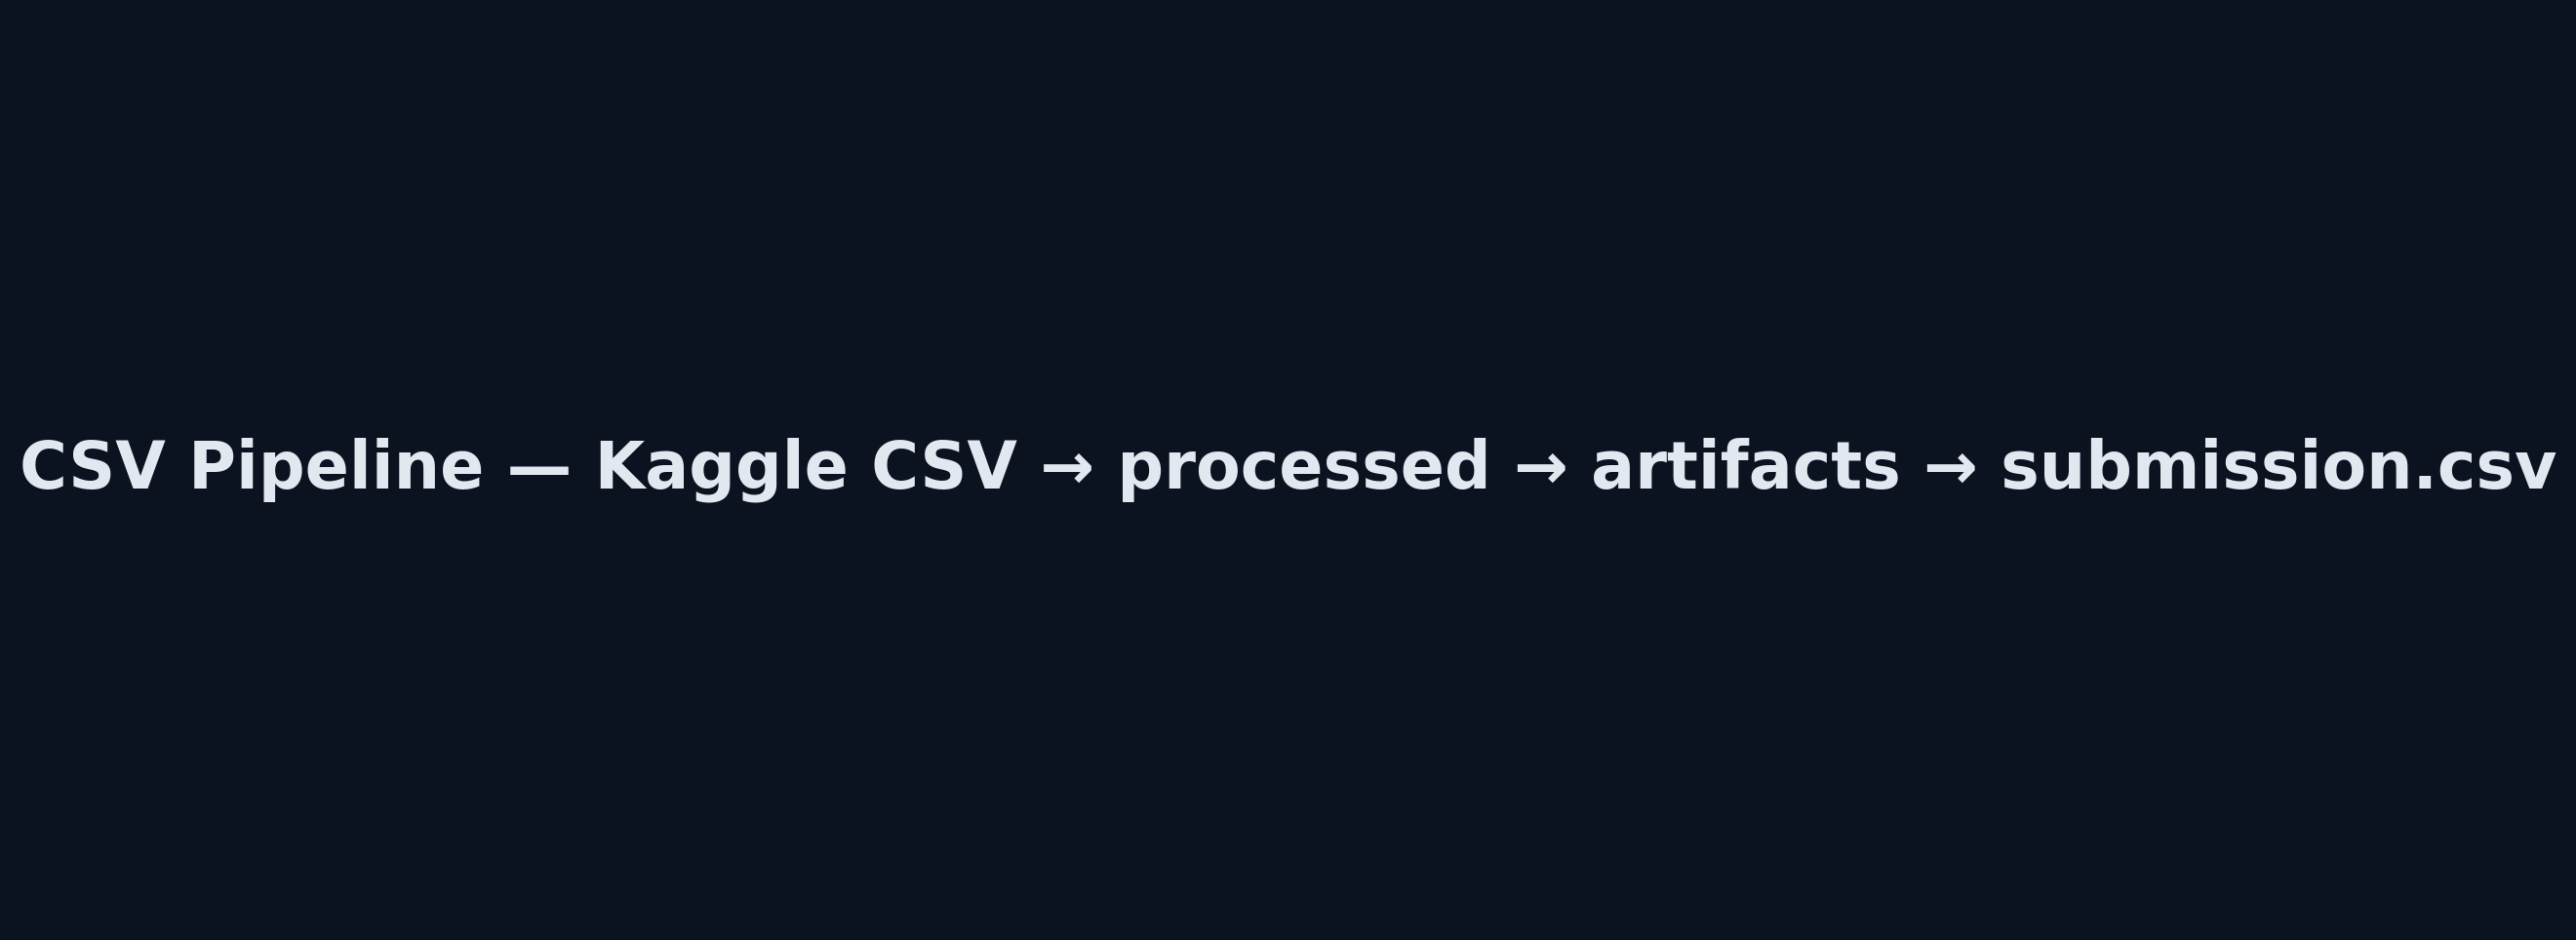 CSV Pipeline — Kaggle CSV → processed → artifacts → submission.csv